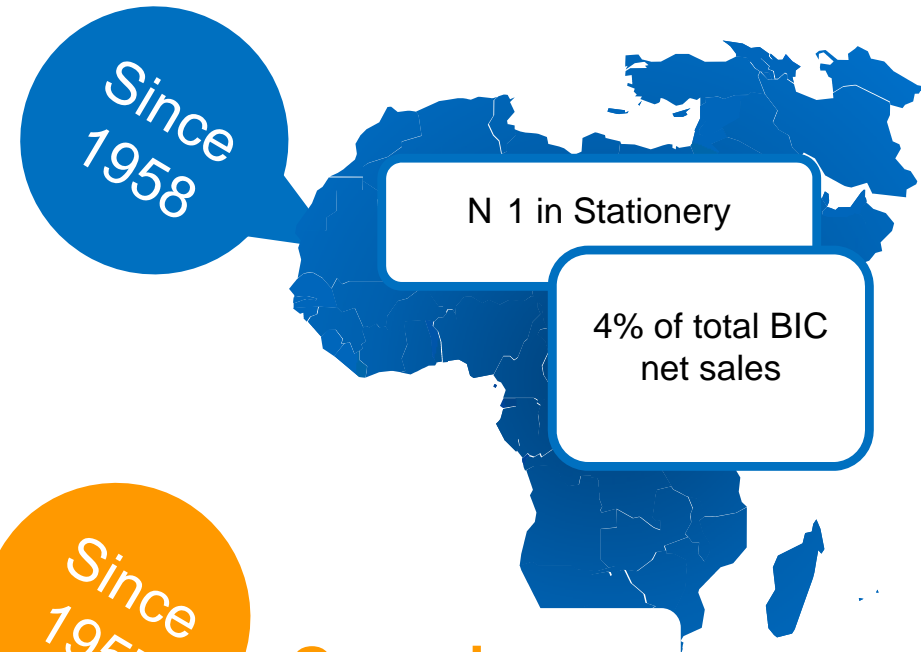 Since
1958
N 1 in Stationery
4% of total BIC
net sales
Since